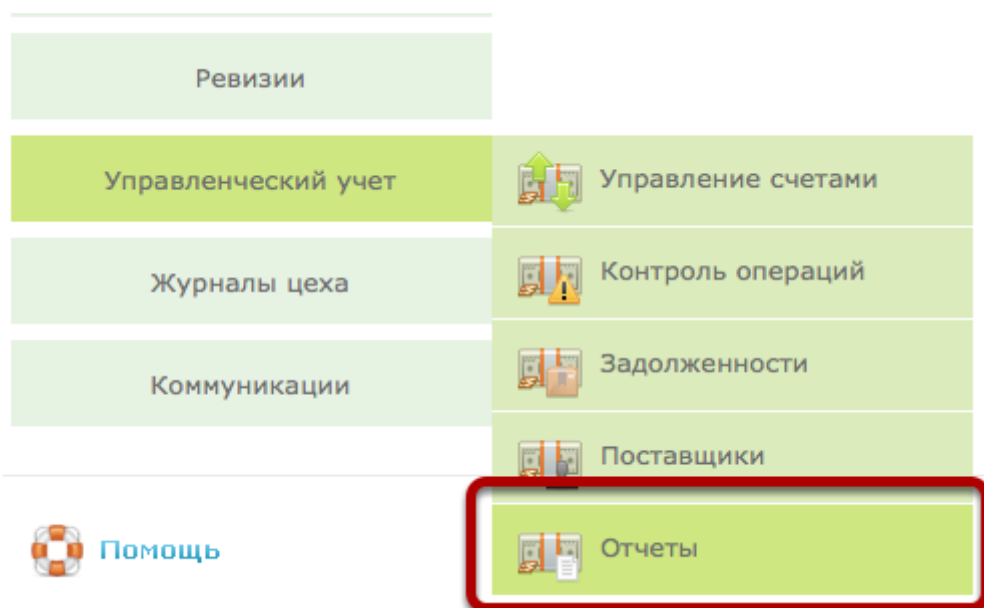 Ревизии
Управленческий учет
Управление счетами
Контроль операций
Журналы цеха
Задолженности
Коммуникации
Поставщики
Отчеты
Помощь